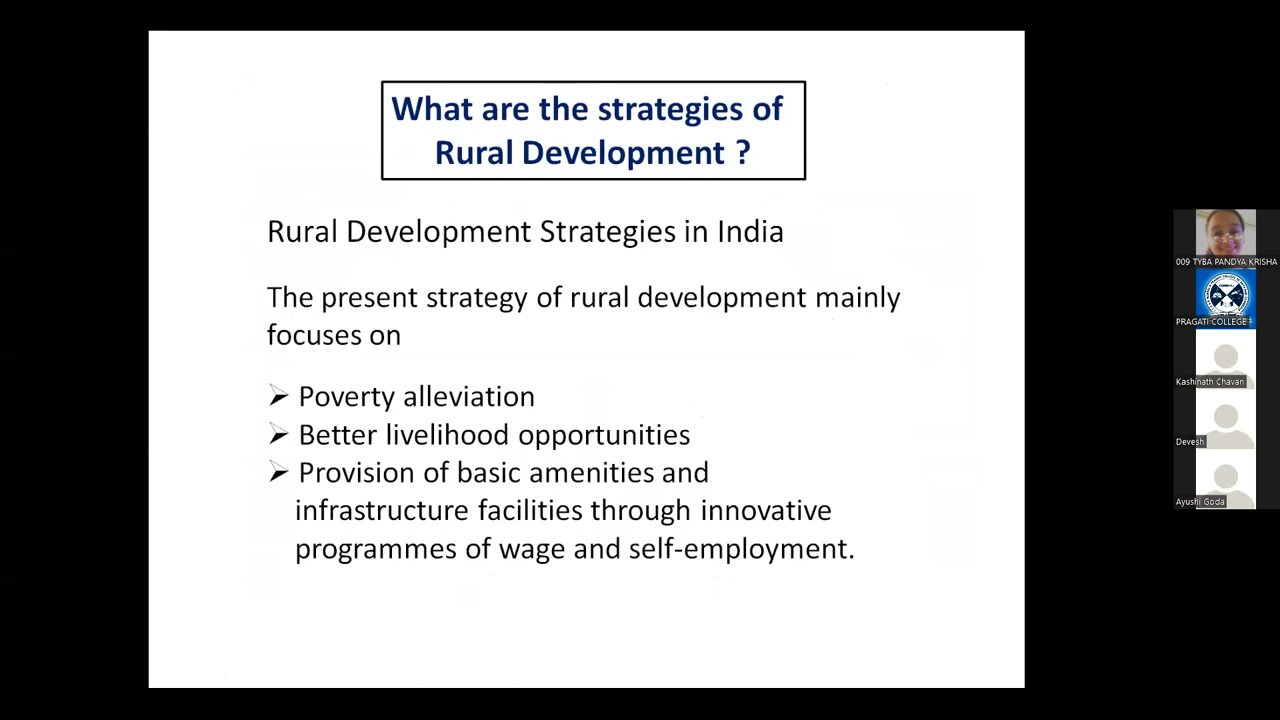 What are the strategies of
Rural Development ?
Rural Development Strategies in India
The present strategy of rural development mainly
focuses on
➢ Poverty alleviation
➢ Better livelihood opportunities
➢ Provision of basic amenities and
infrastructure facilities through innovative
programmes of wage and self-employment.
009 TYBA PANDYA KRISHA
PRAGATI COLLEGE
Kashinath Chavan
Devesh
Ayushi Goda